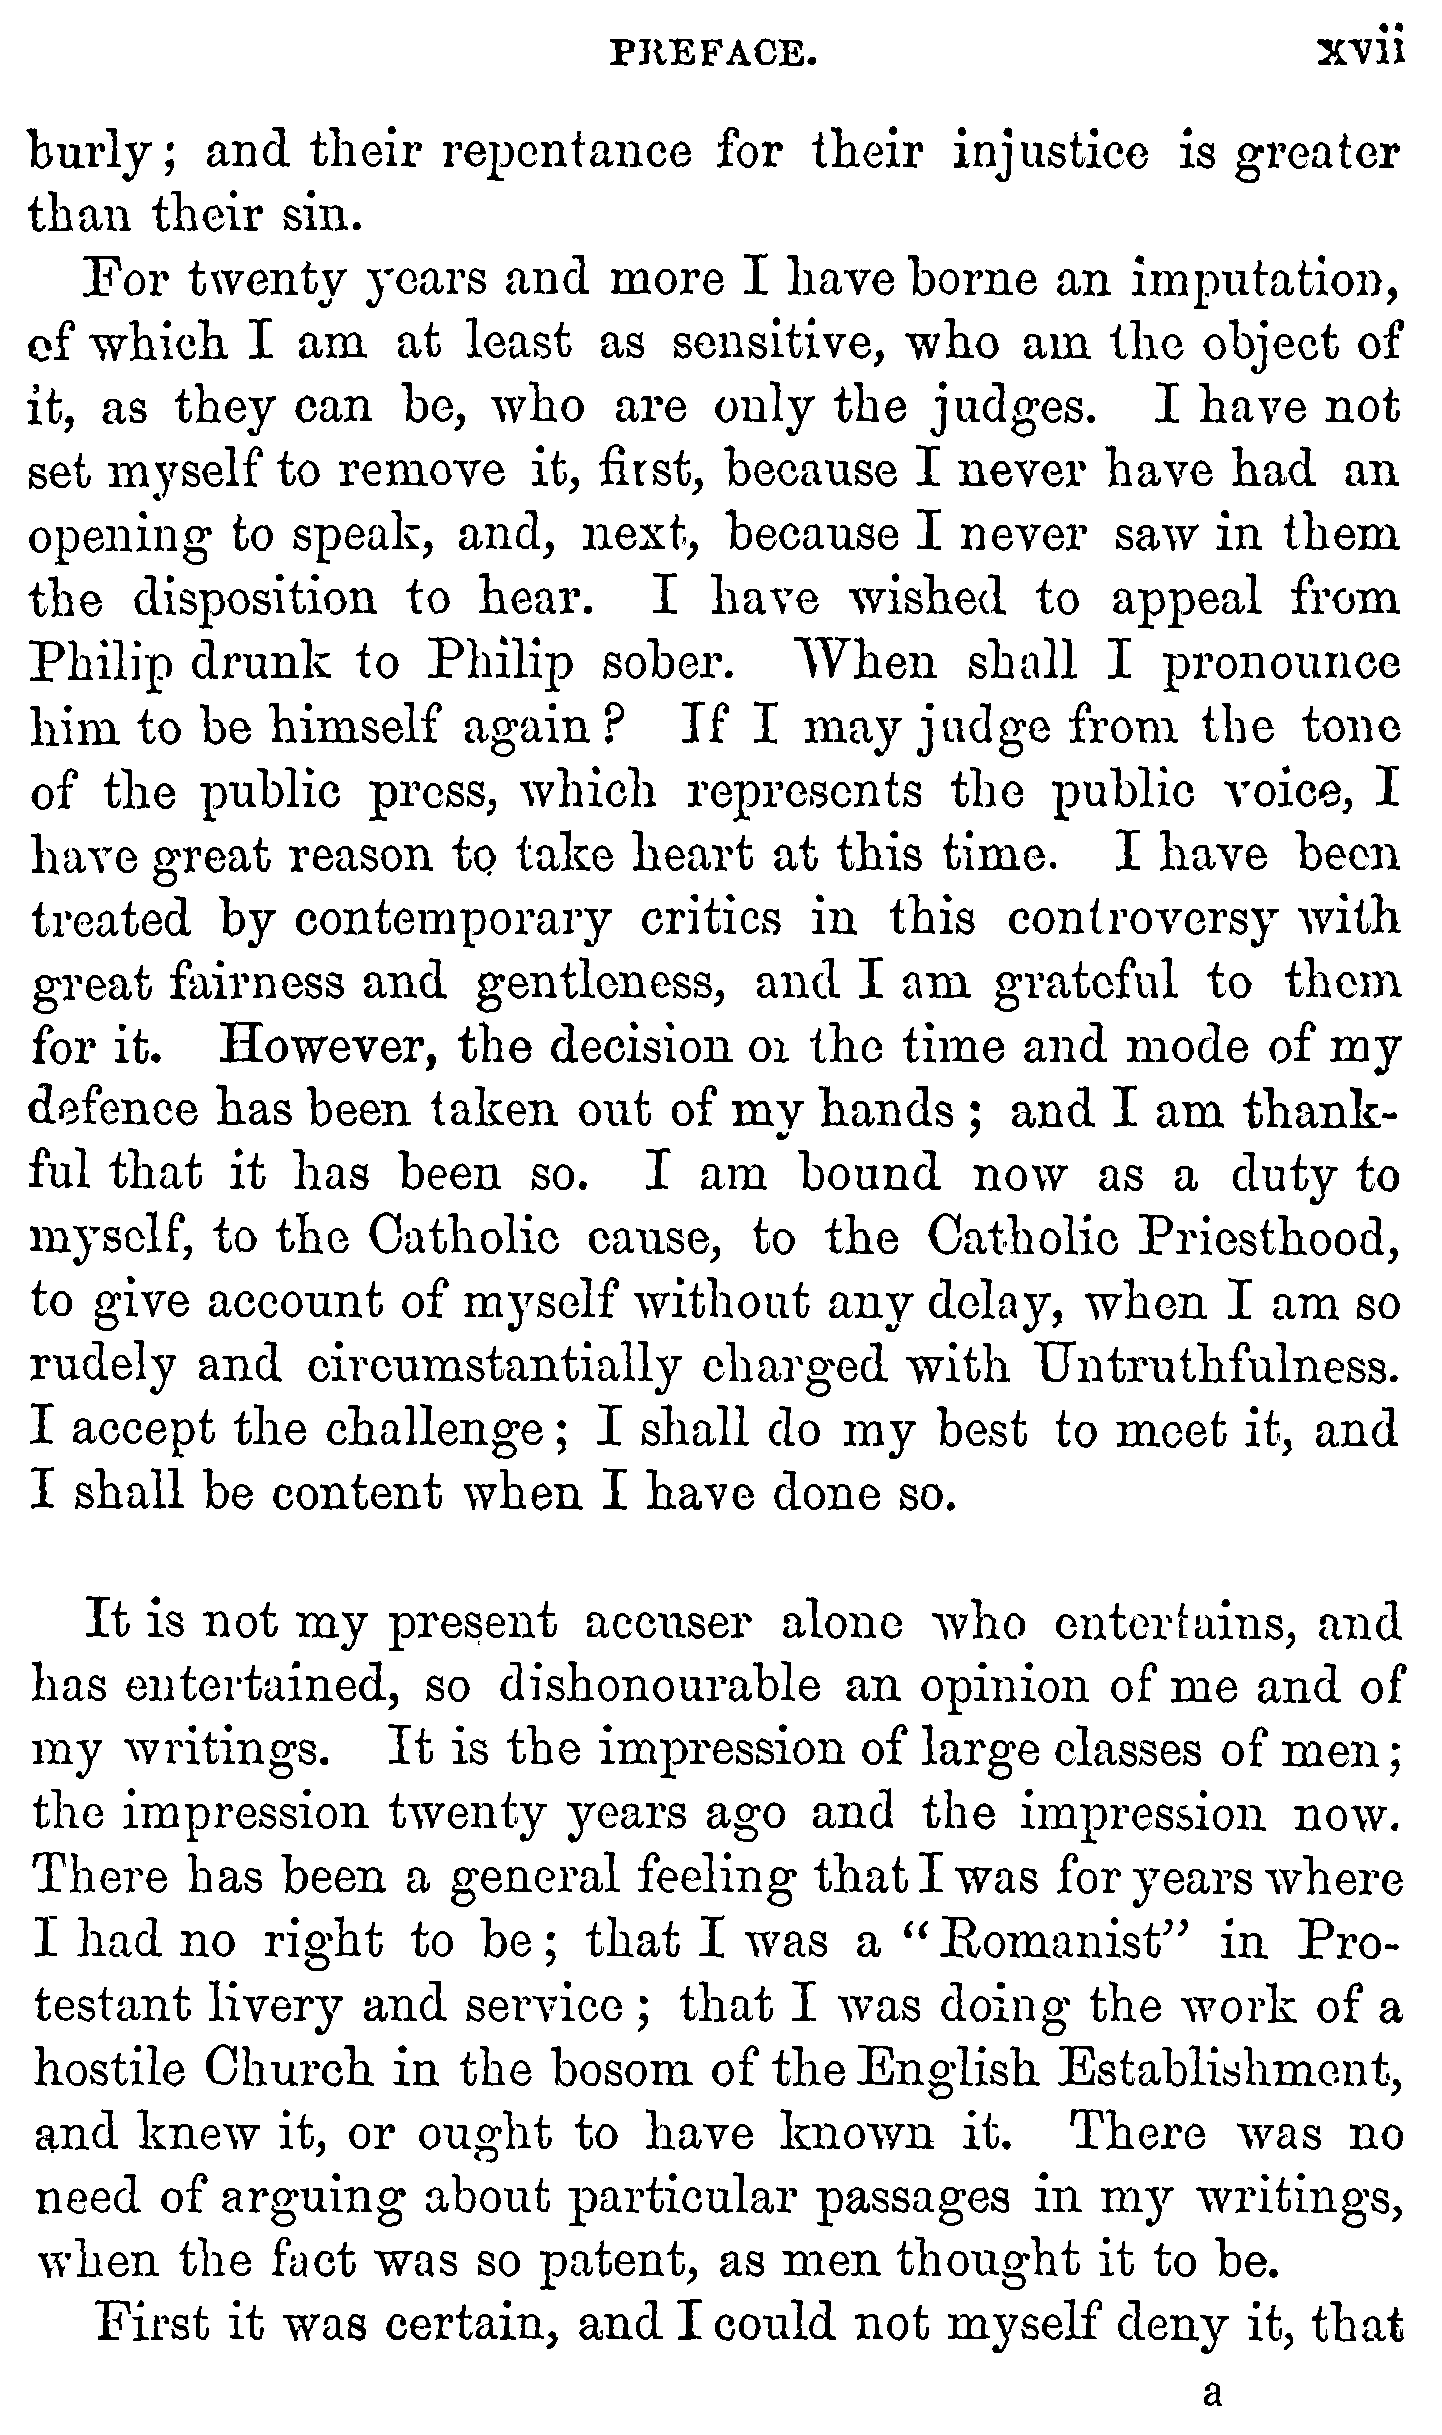 PREFACE. xvii
burly; and their repentance for their injustice is greater
than their sin.
For twenty years and more I have borne an imputation,
of which I am at least as sensitive, who am the object of
it, as they can be, who are only the judges. I have not
set myself to remove it, first, because I never have had an
opening to speak, and, next, because I never saw in them
the disposition to hear. I have wished to appeal from
Philip drunk to Philip sober. When shall I pronounce
him to be himself again? If I may judge from the tone
of the public press, which represents the public voice, I
have great reason to take heart at this time. I have been
treated by contemporary critics in this controversy with
great fairness and gentleness, and I am grateful to them
for it. However, the decision of the time and mode of my
defence has been taken out of my hands; and I am thank-
ful that it has been so. I am bound now as a duty to
myself, to the Catholic cause, to the Catholic Priesthood,
to give account of myself without any delay, when I am so
rudely and circumstantially charged with Untruthfulness.
I accept the challenge; I shall do my best to meet it, and
I shall be content when I have done so.
It is not my present accuser alone who entertains, and
has entertained, so dishonourable an opinion of me and of
my writings. It is the impression of large classes of men;
the impression twenty years ago and the impression now.
There has been a general feeling that I was for years where
I had no right to be; that I was a "Romanist" in Pro-
testant livery and service; that I was doing the work of a
hostile Church in the bosom of the English Establishment,
and knew it, or ought to have known it. There was no
need of arguing about particular passages in my writings,
when the fact was so patent, as men thought it to be.
First it was certain, and I could not myself deny it, that
a